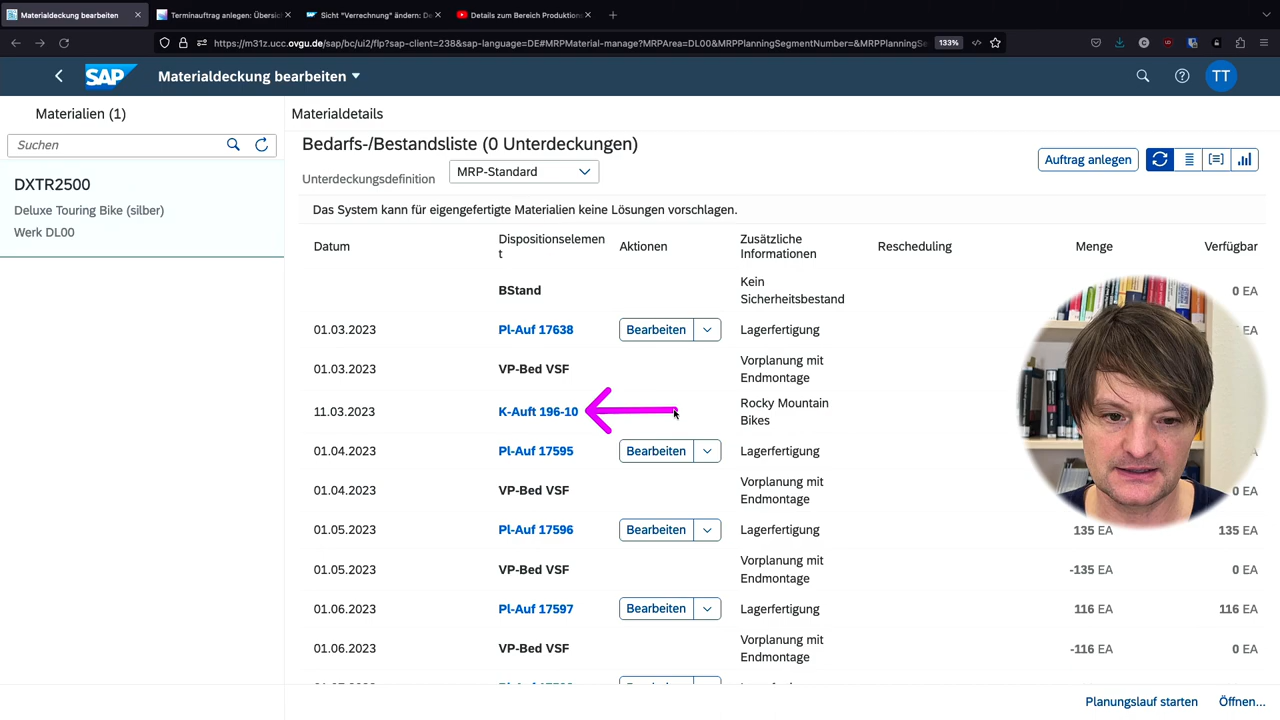 Materialdeckung bearbeiten
Terminauftrag anlegen: Übersic
Sicht "Verrechnung" ändern: De
Details zum Bereich Produktions
https://m31z.ucc.ovgu.de/sap/bc/ui2/flp?sap-client=238&sap-language=DE#MRPMaterial-manage?MRPArea=DL00&MRPPlanningSegmentNumber=&MRPPlanningSe
133%
SAP Materialdeckung bearbeiten
TT
Materialien (1)
Suchen
DXTR2500
Deluxe Touring Bike (silber)
Werk DL00
Materialdetails
Bedarfs-/Bestandsliste (0 Unterdeckungen)
Unterdeckungsdefinition MRP-Standard
Auftrag anlegen
Das System kann für eigengefertigte Materialien keine Lösungen vorschlagen.
Datum Dispositionselemen
t Aktionen Zusätzliche
Informationen Rescheduling Menge Verfügbar
BStand Kein
Sicherheitsbestand 0 EA
01.03.2023 Pl-Auf 17638 Bearbeiten Lagerfertigung EA
01.03.2023 VP-Bed VSF Vorplanung mit
Endmontage
11.03.2023 K-Auft 196-10 Rocky Mountain
Bikes
01.04.2023 Pl-Auf 17595 Bearbeiten Lagerfertigung
01.04.2023 VP-Bed VSF Vorplanung mit
Endmontage 0 EA
01.05.2023 Pl-Auf 17596 Bearbeiten Lagerfertigung 135 EA 135 EA
01.05.2023 VP-Bed VSF Vorplanung mit
Endmontage -135 EA 0 EA
01.06.2023 Pl-Auf 17597 Bearbeiten Lagerfertigung 116 EA 116 EA
01.06.2023 VP-Bed VSF Vorplanung mit
Endmontage -116 EA 0 EA
Planungslauf starten Öffnen...